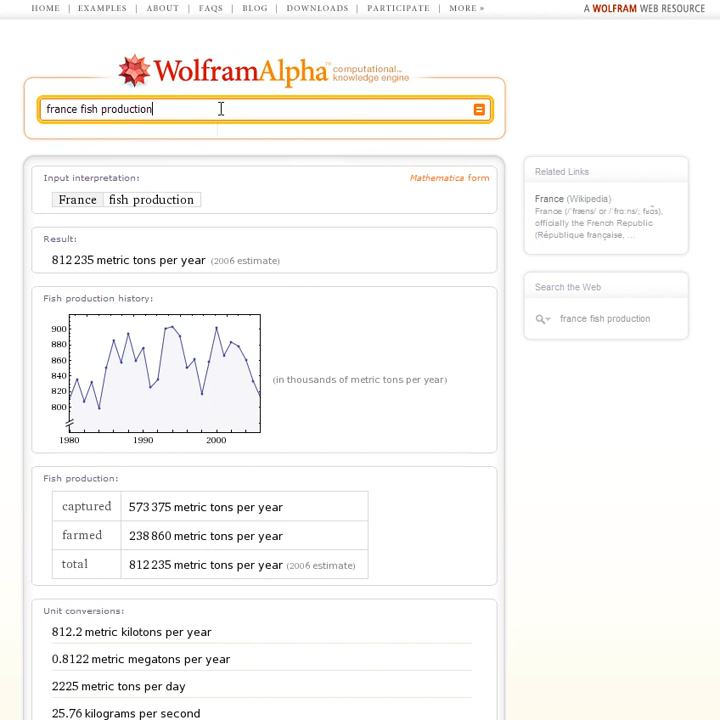 HOME | EXAMPLES | ABOUT | FAQS | BLOG | DOWNLOADS | PARTICIPATE | MORE »
A WOLFRAM WEB RESOURCE
WolframAlpha™ computational...
knowledge engine
france fish production
Input interpretation:
Mathematica form
France fish production
Result:
812 235 metric tons per year (2006 estimate)
Fish production history:
900
880
860
840
820
800
1980 1990 2000
(in thousands of metric tons per year)
Fish production:
captured 573 375 metric tons per year
farmed 238 860 metric tons per year
total 812 235 metric tons per year (2006 estimate)
Unit conversions:
812.2 metric kilotons per year
0.8122 metric megatons per year
2225 metric tons per day
25.76 kilograms per second
Related Links
France (Wikipedia)
officially the French Republic
(République française, ...
Search the Web
france fish production